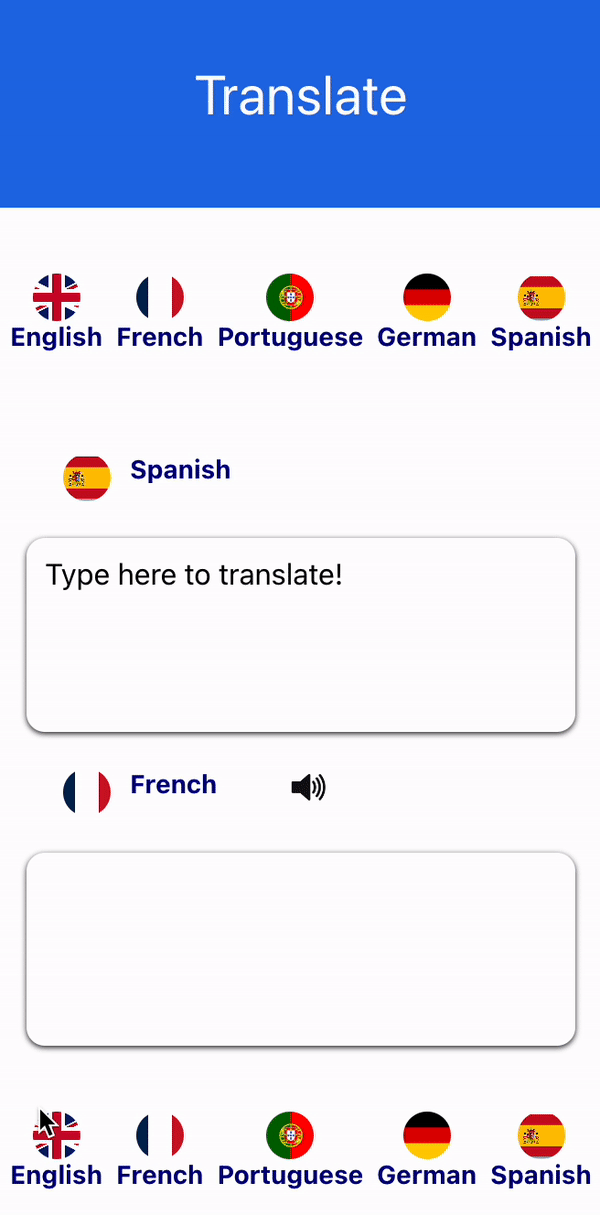 Translate
English French Portuguese German Spanish
Spanish
Type here to translate!
French
English French Portuguese German Spanish